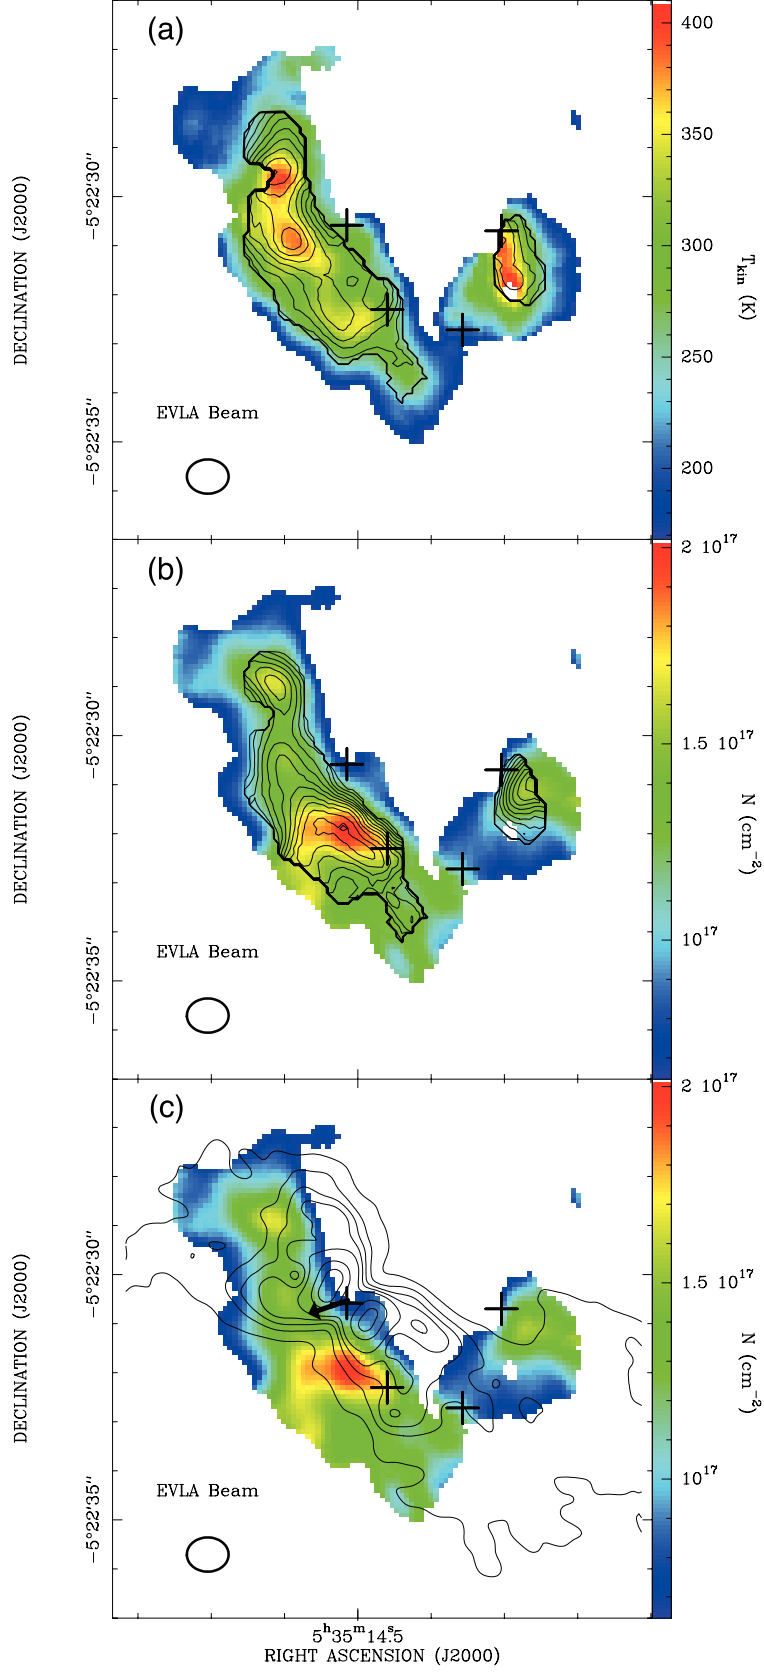 (a)
400
350
300
250
200
T_kin (K)
DECLINATION (J2000)
−5°22′30″
−5°22′35″
EVLA Beam
(b)
2 10^17
1.5 10^17
10^17
N (cm^−2)
DECLINATION (J2000)
−5°22′30″
−5°22′35″
EVLA Beam
(c)
2 10^17
1.5 10^17
10^17
N (cm^−2)
DECLINATION (J2000)
−5°22′30″
−5°22′35″
EVLA Beam
5^h35^m14^s.5
RIGHT ASCENSION (J2000)